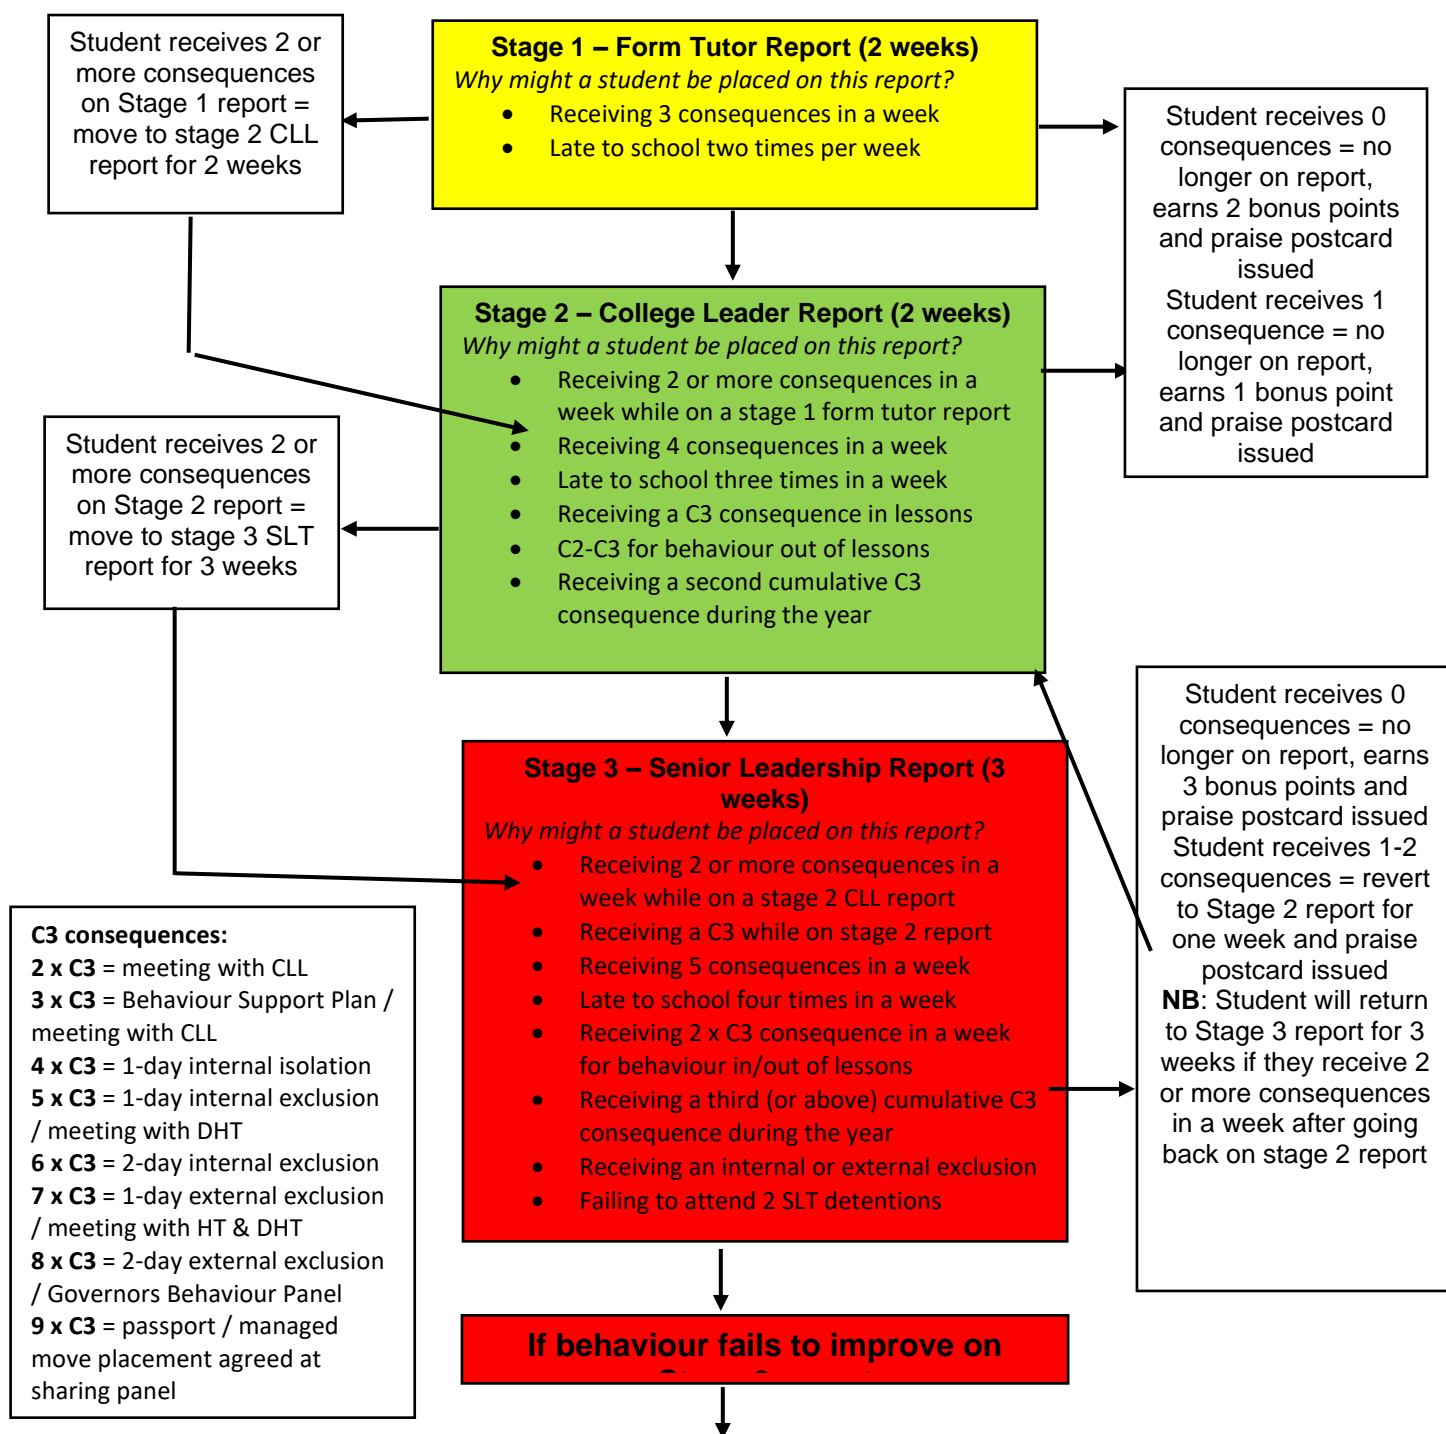 Student receives 2 or
more consequences
on Stage 1 report =
move to stage 2 CLL
report for 2 weeks
Stage 1 – Form Tutor Report (2 weeks)
Why might a student be placed on this report?
• Receiving 3 consequences in a week
• Late to school two times per week
Student receives 0
consequences = no
longer on report,
earns 2 bonus points
and praise postcard
issued
Student receives 1
consequence = no
longer on report,
earns 1 bonus point
and praise postcard
issued
Stage 2 – College Leader Report (2 weeks)
Why might a student be placed on this report?
• Receiving 2 or more consequences in a
week while on a stage 1 form tutor report
• Receiving 4 consequences in a week
• Late to school three times in a week
• Receiving a C3 consequence in lessons
• C2-C3 for behaviour out of lessons
• Receiving a second cumulative C3
consequence during the year
Student receives 2 or
more consequences
on Stage 2 report =
move to stage 3 SLT
report for 3 weeks
Stage 3 – Senior Leadership Report (3
weeks)
Why might a student be placed on this report?
• Receiving 2 or more consequences in a
week while on a stage 2 CLL report
• Receiving a C3 while on stage 2 report
• Receiving 5 consequences in a week
• Late to school four times in a week
• Receiving 2 x C3 consequence in a week
for behaviour in/out of lessons
• Receiving a third (or above) cumulative C3
consequence during the year
• Receiving an internal or external exclusion
• Failing to attend 2 SLT detentions
Student receives 0
consequences = no
longer on report, earns
3 bonus points and
praise postcard issued
Student receives 1-2
consequences = revert
to Stage 2 report for
one week and praise
postcard issued
NB: Student will return
to Stage 3 report for 3
weeks if they receive 2
or more consequences
in a week after going
back on stage 2 report
C3 consequences:
2 x C3 = meeting with CLL
3 x C3 = Behaviour Support Plan /
meeting with CLL
4 x C3 = 1-day internal isolation
5 x C3 = 1-day internal exclusion
/ meeting with DHT
6 x C3 = 2-day internal exclusion
7 x C3 = 1-day external exclusion
/ meeting with HT & DHT
8 x C3 = 2-day external exclusion
/ Governors Behaviour Panel
9 x C3 = passport / managed
move placement agreed at
sharing panel
If behaviour fails to improve on